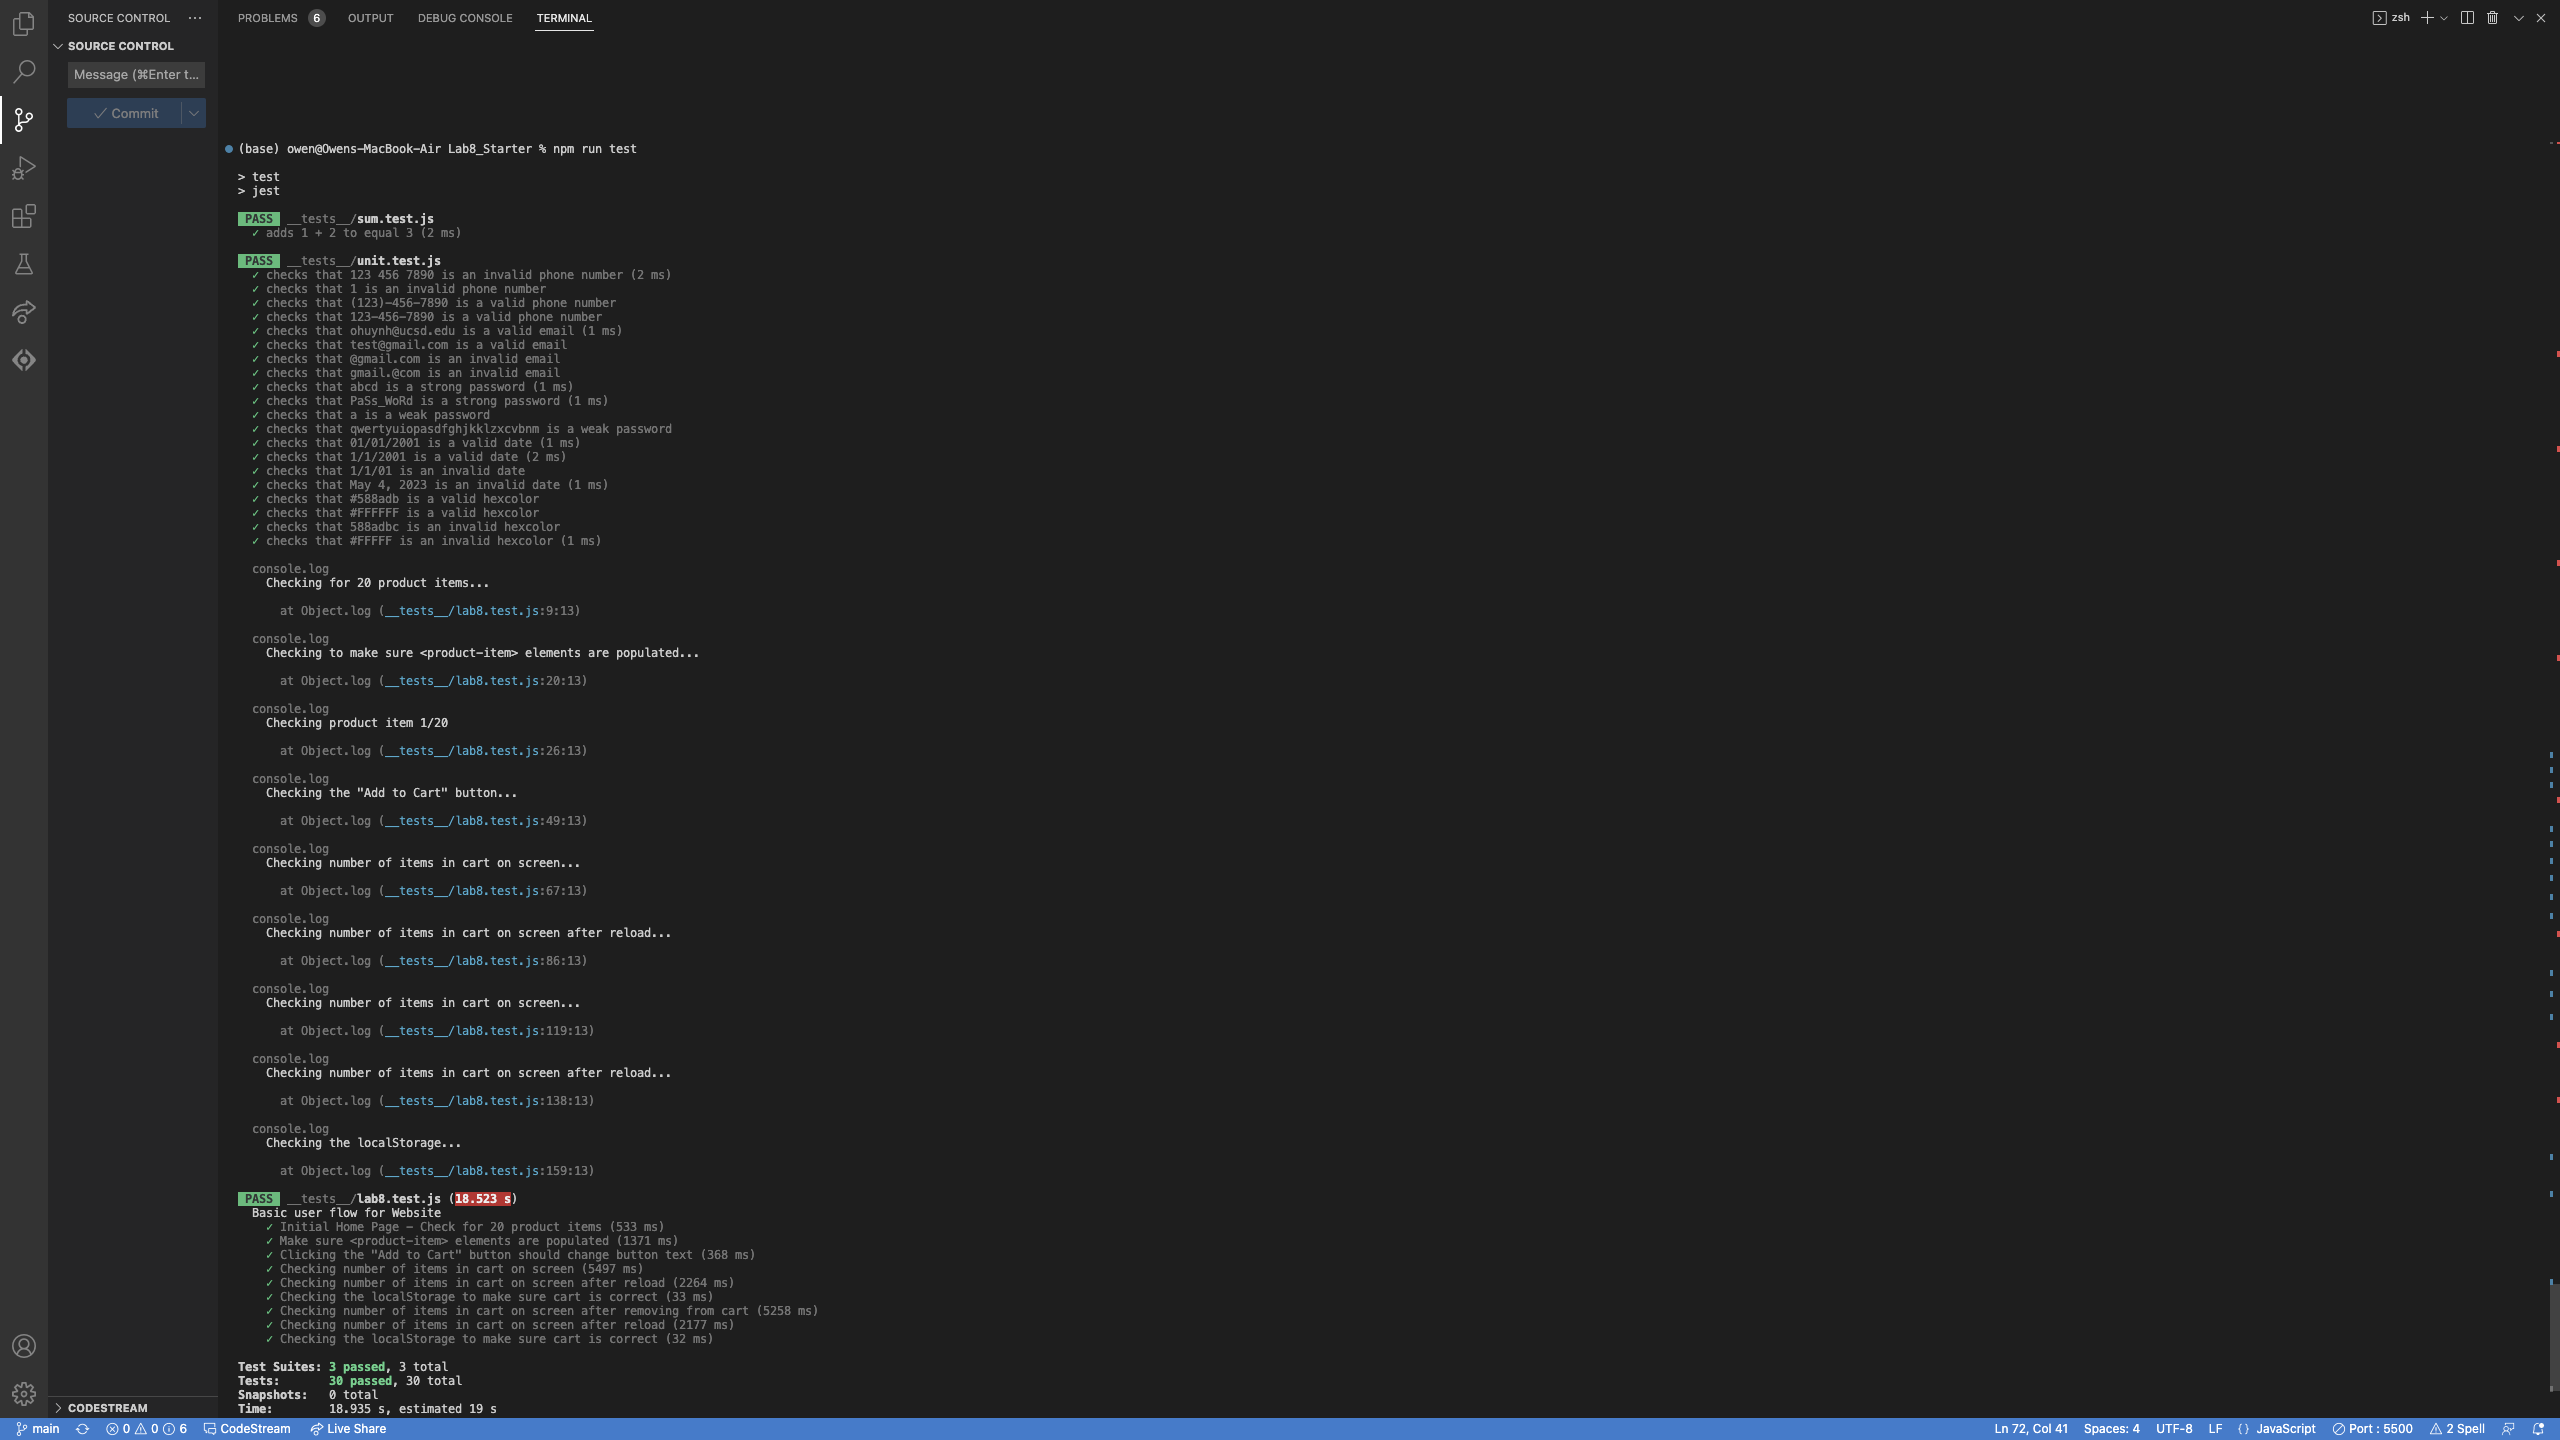 SOURCE CONTROL ···
SOURCE CONTROL
Message (⌘Enter t...
Commit
PROBLEMS 6 OUTPUT DEBUG CONSOLE TERMINAL
zsh
(base) owen@Owens-MacBook-Air Lab8_Starter % npm run test
> test
> jest
PASS __tests__/sum.test.js
✓ adds 1 + 2 to equal 3 (2 ms)
PASS __tests__/unit.test.js
✓ checks that 123 456 7890 is an invalid phone number (2 ms)
✓ checks that 1 is an invalid phone number
✓ checks that (123)-456-7890 is a valid phone number
✓ checks that 123-456-7890 is a valid phone number
✓ checks that ohuynh@ucsd.edu is a valid email (1 ms)
✓ checks that test@gmail.com is a valid email
✓ checks that @gmail.com is an invalid email
✓ checks that gmail.@com is an invalid email
✓ checks that abcd is a strong password (1 ms)
✓ checks that PaSs_WoRd is a strong password (1 ms)
✓ checks that a is a weak password
✓ checks that qwertyuiopasdfghjkklzxcvbnm is a weak password
✓ checks that 01/01/2001 is a valid date (1 ms)
✓ checks that 1/1/2001 is a valid date (2 ms)
✓ checks that 1/1/01 is an invalid date
✓ checks that May 4, 2023 is an invalid date (1 ms)
✓ checks that #588adb is a valid hexcolor
✓ checks that #FFFFFF is a valid hexcolor
✓ checks that 588adbc is an invalid hexcolor
✓ checks that #FFFFF is an invalid hexcolor (1 ms)
console.log
Checking for 20 product items...
at Object.log (__tests__/lab8.test.js:9:13)
console.log
Checking to make sure <product-item> elements are populated...
at Object.log (__tests__/lab8.test.js:20:13)
console.log
Checking product item 1/20
at Object.log (__tests__/lab8.test.js:26:13)
console.log
Checking the "Add to Cart" button...
at Object.log (__tests__/lab8.test.js:49:13)
console.log
Checking number of items in cart on screen...
at Object.log (__tests__/lab8.test.js:67:13)
console.log
Checking number of items in cart on screen after reload...
at Object.log (__tests__/lab8.test.js:86:13)
console.log
Checking number of items in cart on screen...
at Object.log (__tests__/lab8.test.js:119:13)
console.log
Checking number of items in cart on screen after reload...
at Object.log (__tests__/lab8.test.js:138:13)
console.log
Checking the localStorage...
at Object.log (__tests__/lab8.test.js:159:13)
PASS __tests__/lab8.test.js (18.523 s)
Basic user flow for Website
✓ Initial Home Page - Check for 20 product items (533 ms)
✓ Make sure <product-item> elements are populated (1371 ms)
✓ Clicking the "Add to Cart" button should change button text (368 ms)
✓ Checking number of items in cart on screen (5497 ms)
✓ Checking number of items in cart on screen after reload (2264 ms)
✓ Checking the localStorage to make sure cart is correct (33 ms)
✓ Checking number of items in cart on screen after removing from cart (5258 ms)
✓ Checking number of items in cart on screen after reload (2177 ms)
✓ Checking the localStorage to make sure cart is correct (32 ms)
Test Suites: 3 passed, 3 total
Tests: 30 passed, 30 total
Snapshots: 0 total
Time: 18.935 s, estimated 19 s
CODESTREAM
main 0 0 6 CodeStream Live Share Ln 72, Col 41 Spaces: 4 UTF-8 LF {} JavaScript Port : 5500 2 Spell